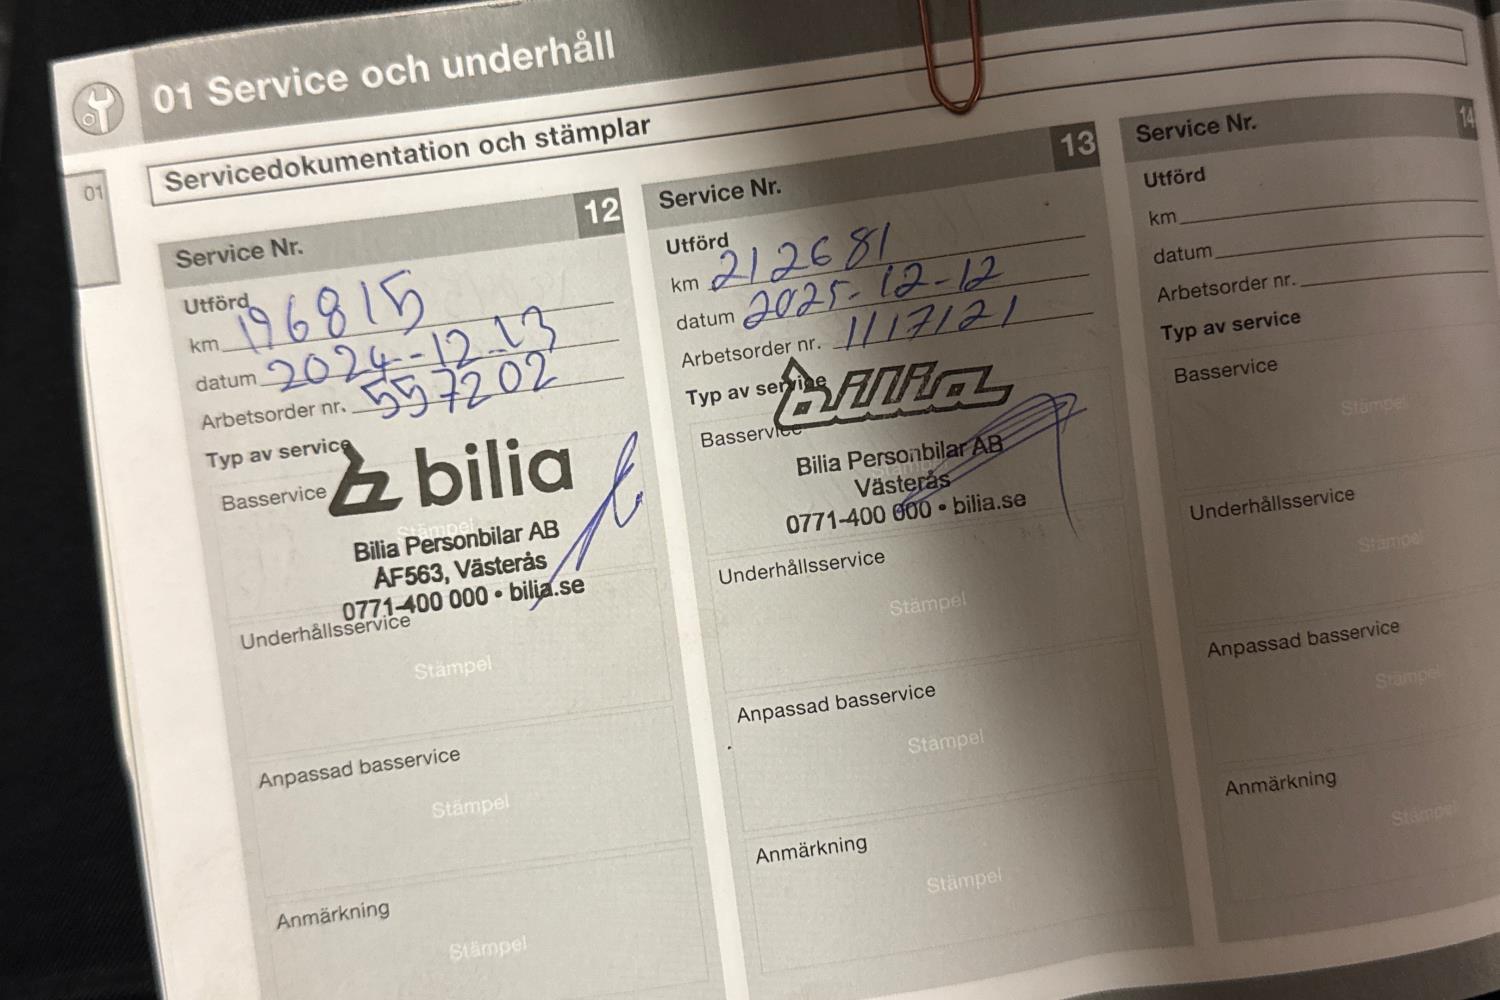 01 Service och underhåll
01
Servicedokumentation och stämplar
Service Nr. 12
Utförd
km 196815
datum 2024-12-13
Arbetsorder nr. 557202
Typ av service
Basservice
bilia
Stämpel
Bilia Personbilar AB
AF563, Västerås
0771-400 000 • bilia.se
Underhållsservice
Stämpel
Anpassad basservice
Stämpel
Anmärkning
Stämpel
Service Nr. 13
Utförd
km 212681
datum 2025-12-12
Arbetsorder nr. 1117121
Typ av service
bilia
Basservice
Bilia Personbilar AB
Stämpel
Västerås
0771-400 000 • bilia.se
Underhållsservice
Stämpel
Anpassad basservice
Stämpel
Anmärkning
Stämpel
Service Nr. 14
Utförd
km
datum
Arbetsorder nr.
Typ av service
Basservice
Stämpel
Underhållsservice
Stämpel
Anpassad basservice
Stämpel
Anmärkning
Stämpel